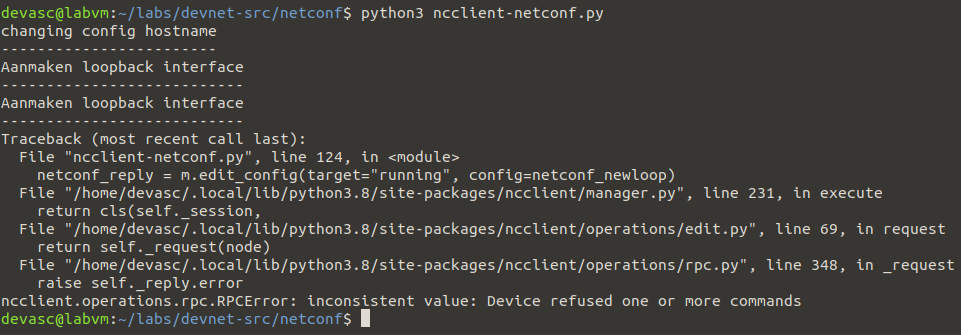 devasc@labvm:~/labs/devnet-src/netconf$ python3 ncclient-netconf.py
changing config hostname
------------------------
Aanmaken loopback interface
---------------------------
Aanmaken loopback interface
---------------------------
Traceback (most recent call last):
  File "ncclient-netconf.py", line 124, in <module>
    netconf_reply = m.edit_config(target="running", config=netconf_newloop)
  File "/home/devasc/.local/lib/python3.8/site-packages/ncclient/manager.py", line 231, in execute
    return cls(self._session,
  File "/home/devasc/.local/lib/python3.8/site-packages/ncclient/operations/edit.py", line 69, in request
    return self._request(node)
  File "/home/devasc/.local/lib/python3.8/site-packages/ncclient/operations/rpc.py", line 348, in _request
    raise self._reply.error
ncclient.operations.rpc.RPCError: inconsistent value: Device refused one or more commands
devasc@labvm:~/labs/devnet-src/netconf$